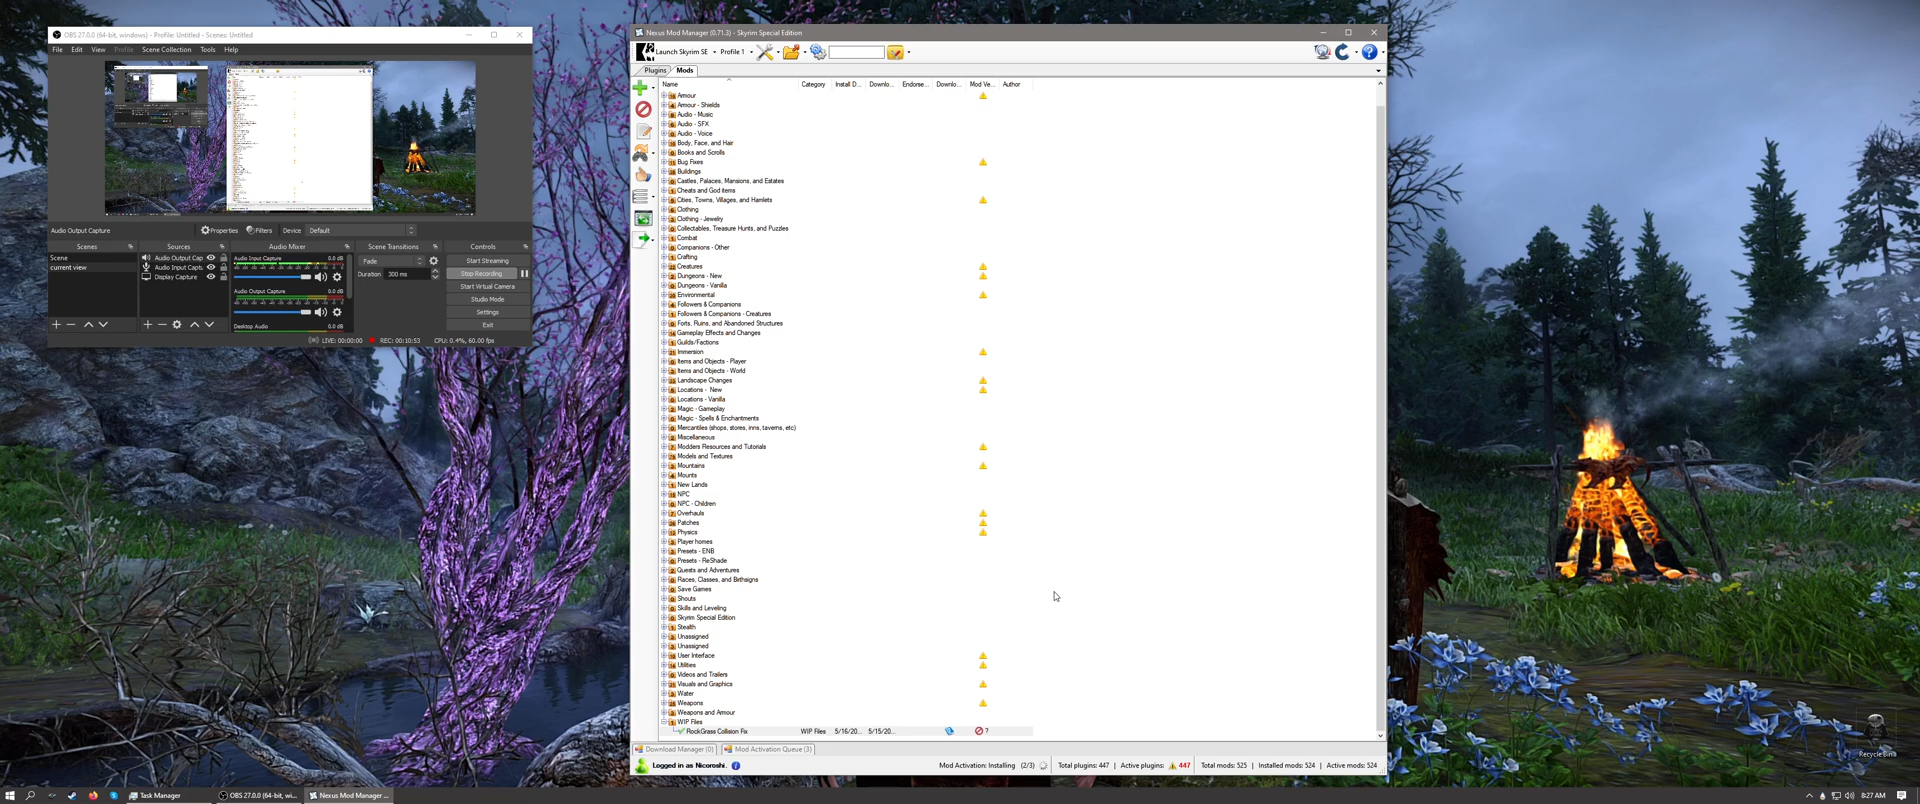 OBS 27.0.0 (64-bit, windows) - Profile: Untitled - Scenes: Untitled
File Edit View Profile Scene Collection Tools Help
Audio Output Capture Properties Filters Device Default
Scenes Sources Audio Mixer Scene Transitions Controls
Scene
current view
Audio Output Cap
Audio Input Captu
Display Capture
Audio Input Capture 0.0 dB
Audio Output Capture 0.0 dB
Desktop Audio 0.0 dB
Fade
Duration 300 ms
Start Streaming
Stop Recording
Start Virtual Camera
Studio Mode
Settings
Exit
LIVE: 00:00:00 REC: 00:10:53 CPU: 0.4%, 60.00 fps
Nexus Mod Manager (0.71.3) - Skyrim Special Edition
Launch Skyrim SE Profile 1
Plugins Mods
Name Category Install D... Downlo... Endorse... Downlo... Mod Ve... Author
Armour
Armour - Shields
Audio - Music
Audio - SFX
Audio - Voice
Body, Face, and Hair
Books and Scrolls
Bug Fixes
Buildings
Castles, Palaces, Mansions, and Estates
Cheats and God items
Cities, Towns, Villages, and Hamlets
Clothing
Clothing - Jewelry
Collectables, Treasure Hunts, and Puzzles
Combat
Companions - Other
Crafting
Creatures
Dungeons - New
Dungeons - Vanilla
Environmental
Followers & Companions
Followers & Companions - Creatures
Forts, Ruins, and Abandoned Structures
Gameplay Effects and Changes
Guilds/Factions
Immersion
Items and Objects - Player
Items and Objects - World
Landscape Changes
Locations - New
Locations - Vanilla
Magic - Gameplay
Magic - Spells & Enchantments
Mercantiles (shops, stores, inns, taverns, etc)
Miscellaneous
Modders Resources and Tutorials
Models and Textures
Mountains
Mounts
New Lands
NPC
NPC - Children
Overhauls
Patches
Physics
Player homes
Presets - ENB
Presets - ReShade
Quests and Adventures
Races, Classes, and Birthsigns
Save Games
Shouts
Skills and Leveling
Skyrim Special Edition
Stealth
Unassigned
Unassigned
User Interface
Utilities
Videos and Trailers
Visuals and Graphics
Water
Weapons
Weapons and Armour
WIP Files
RockGrass Collision Fix WIP Files 5/16/20... 5/15/20... ?
Download Manager (0) Mod Activation Queue (3)
Logged in as Nicoroshi. Mod Activation: Installing (2/3) Total plugins: 447 | Active plugins: 447 Total mods: 525 | Installed mods: 524 | Active mods: 524
Recycle Bin
Task Manager OBS 27.0.0 (64-bit, wi... Nexus Mod Manager ... 8:27 AM